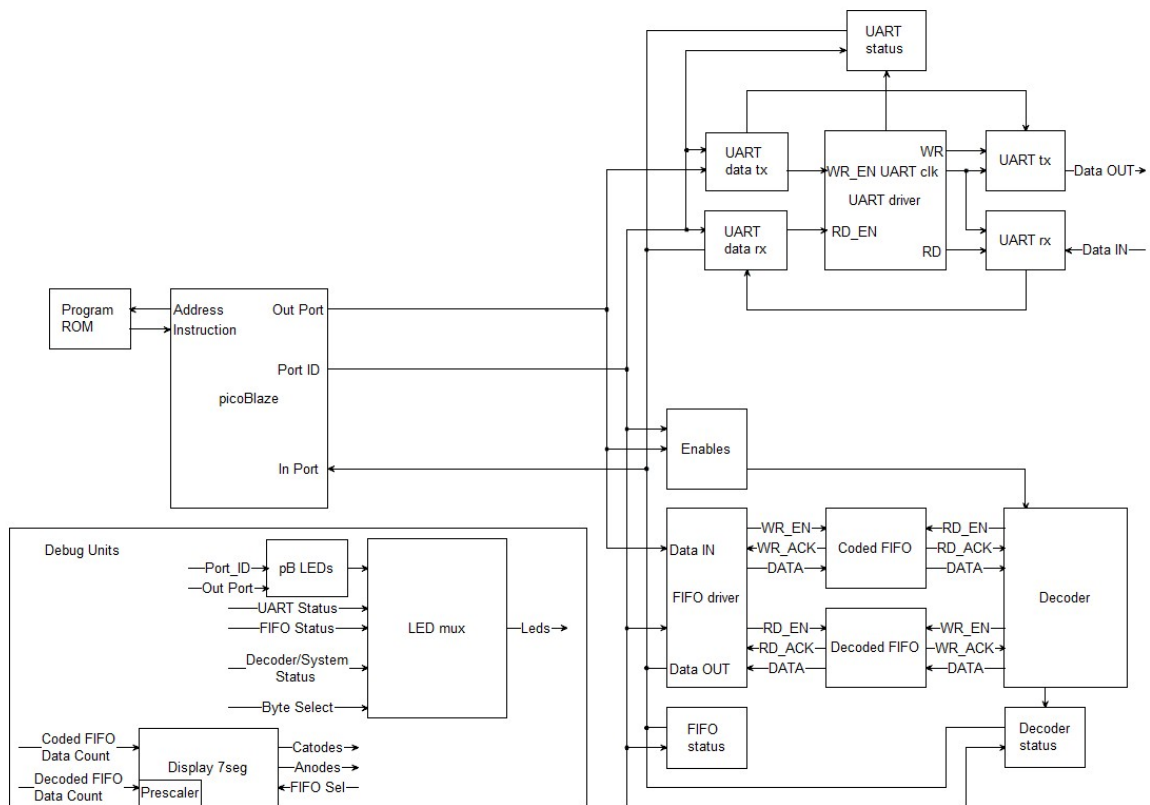 UART
status
UART
data tx
WR
WR_EN UART clk
UART driver
UART tx
Data OUT
UART
data rx
RD_EN
RD
UART rx
Data IN
Program
ROM
Address
Instruction
Out Port
Port ID
picoBlaze
In Port
Enables
Data IN
FIFO driver
Data OUT
WR_EN
WR_ACK
DATA
Coded FIFO
RD_EN
RD_ACK
DATA
Decoder
RD_EN
RD_ACK
DATA
Decoded FIFO
WR_EN
WR_ACK
DATA
FIFO
status
Decoder
status
Debug Units
Port_ID
Out Port
pB LEDs
UART Status
FIFO Status
Decoder/System
Status
Byte Select
LED mux
Leds
Coded FIFO
Data Count
Decoded FIFO
Data Count
Display 7seg
Prescaler
Catodes
Anodes
FIFO Sel